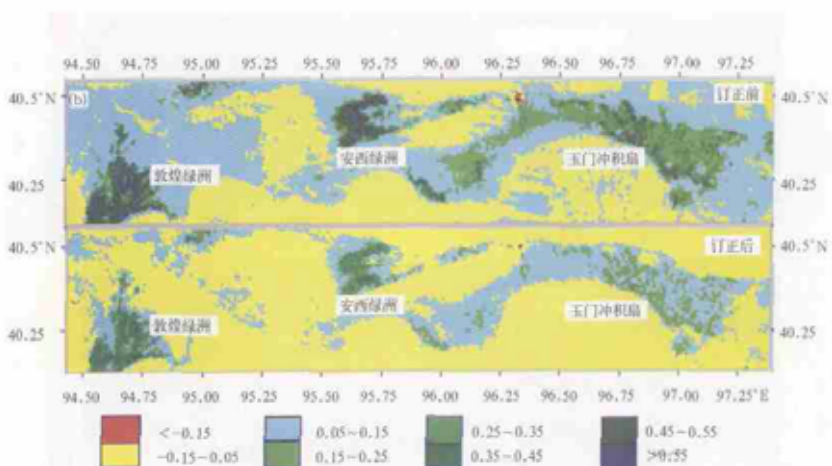 94.50 94.75 95.00 95.25 95.50 95.75 96.00 96.25 96.50 96.75 97.00 97.25
40.5°N (b) 订正前 40.5°N
安西绿洲 玉门冲积扇
敦煌绿洲
40.25 40.25
40.5°N 订正后 40.5°N
安西绿洲 玉门冲积扇
敦煌绿洲
40.25 40.25
94.50 94.75 95.00 95.25 95.50 95.75 96.00 96.25 96.50 96.75 97.00 97.25°E
<-0.15 0.05~0.15 0.25~0.35 0.45~0.55
-0.15~0.05 0.15~0.25 0.35~0.45 >0.55